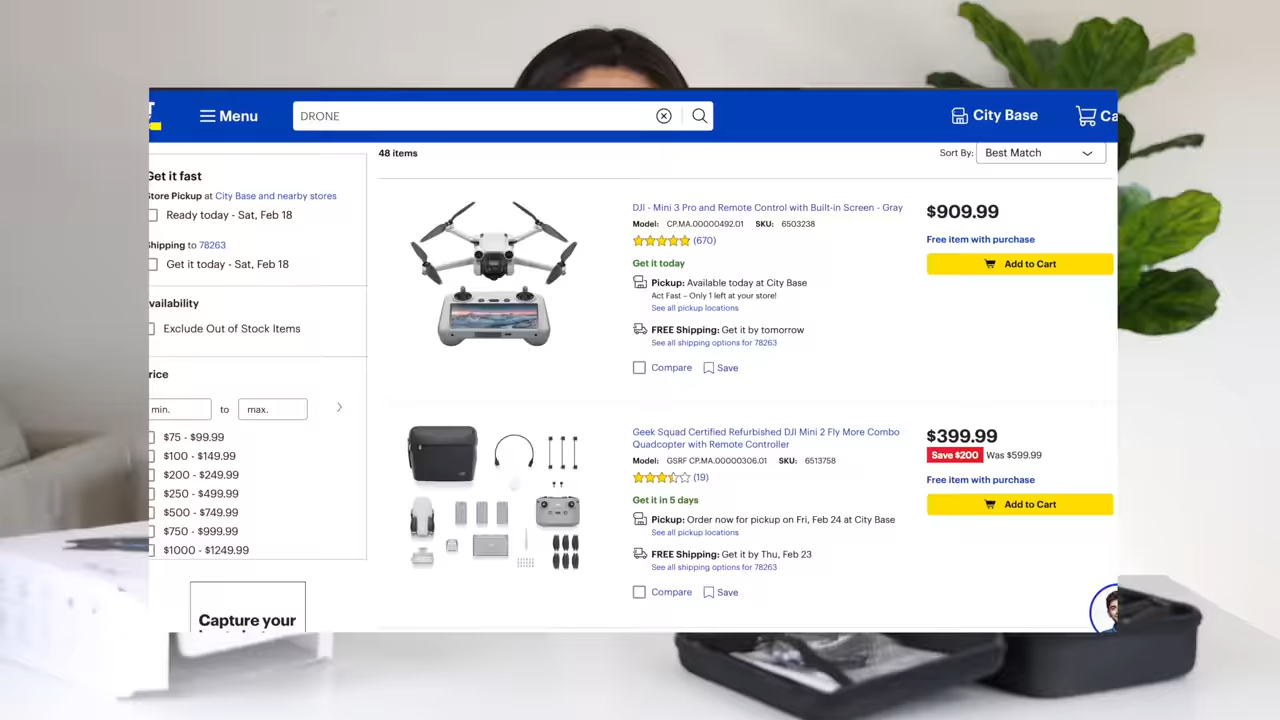 T
Menu
DRONE
City Base
Ca
48 items
Sort By:
Best Match
Get it fast
Store Pickup at City Base and nearby stores
Ready today - Sat, Feb 18
Shipping to 78263
Get it today - Sat, Feb 18
vailability
Exclude Out of Stock Items
rice
min.
to
max.
$75 - $99.99
$100 - $149.99
$200 - $249.99
$250 - $499.99
$500 - $749.99
$750 - $999.99
$1000 - $1249.99
Capture your
DJI - Mini 3 Pro and Remote Control with Built-in Screen - Gray
Model: CP.MA.00000492.01 SKU: 6503238
(670)
Get it today
Pickup: Available today at City Base
Act Fast – Only 1 left at your store!
See all pickup locations
FREE Shipping: Get it by tomorrow
See all shipping options for 78263
Compare
Save
$909.99
Free item with purchase
Add to Cart
Geek Squad Certified Refurbished DJI Mini 2 Fly More Combo
Quadcopter with Remote Controller
Model: GSRF CP.MA.00000306.01 SKU: 6513758
(19)
Get it in 5 days
Pickup: Order now for pickup on Fri, Feb 24 at City Base
See all pickup locations
FREE Shipping: Get it by Thu, Feb 23
See all shipping options for 78263
Compare
Save
$399.99
Save $200 Was $599.99
Free item with purchase
Add to Cart